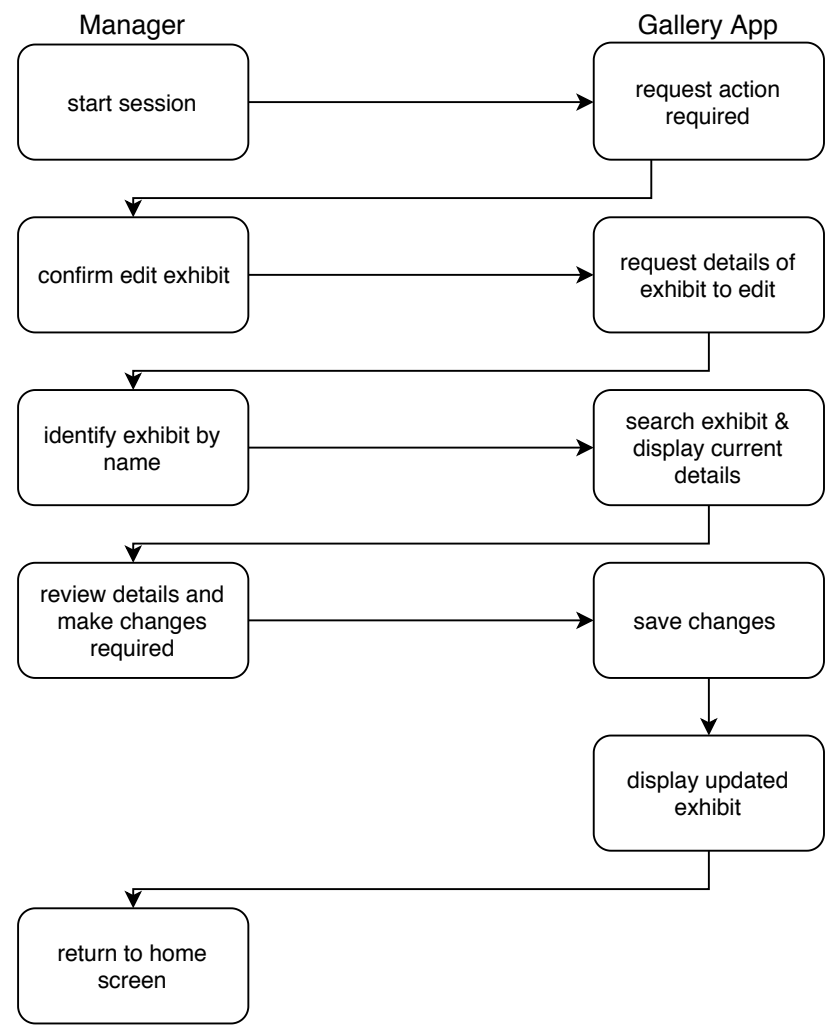 Manager
Gallery App
start session
request action
required
confirm edit exhibit
request details of
exhibit to edit
identify exhibit by
name
search exhibit &
display current
details
review details and
make changes
required
save changes
display updated
exhibit
return to home
screen